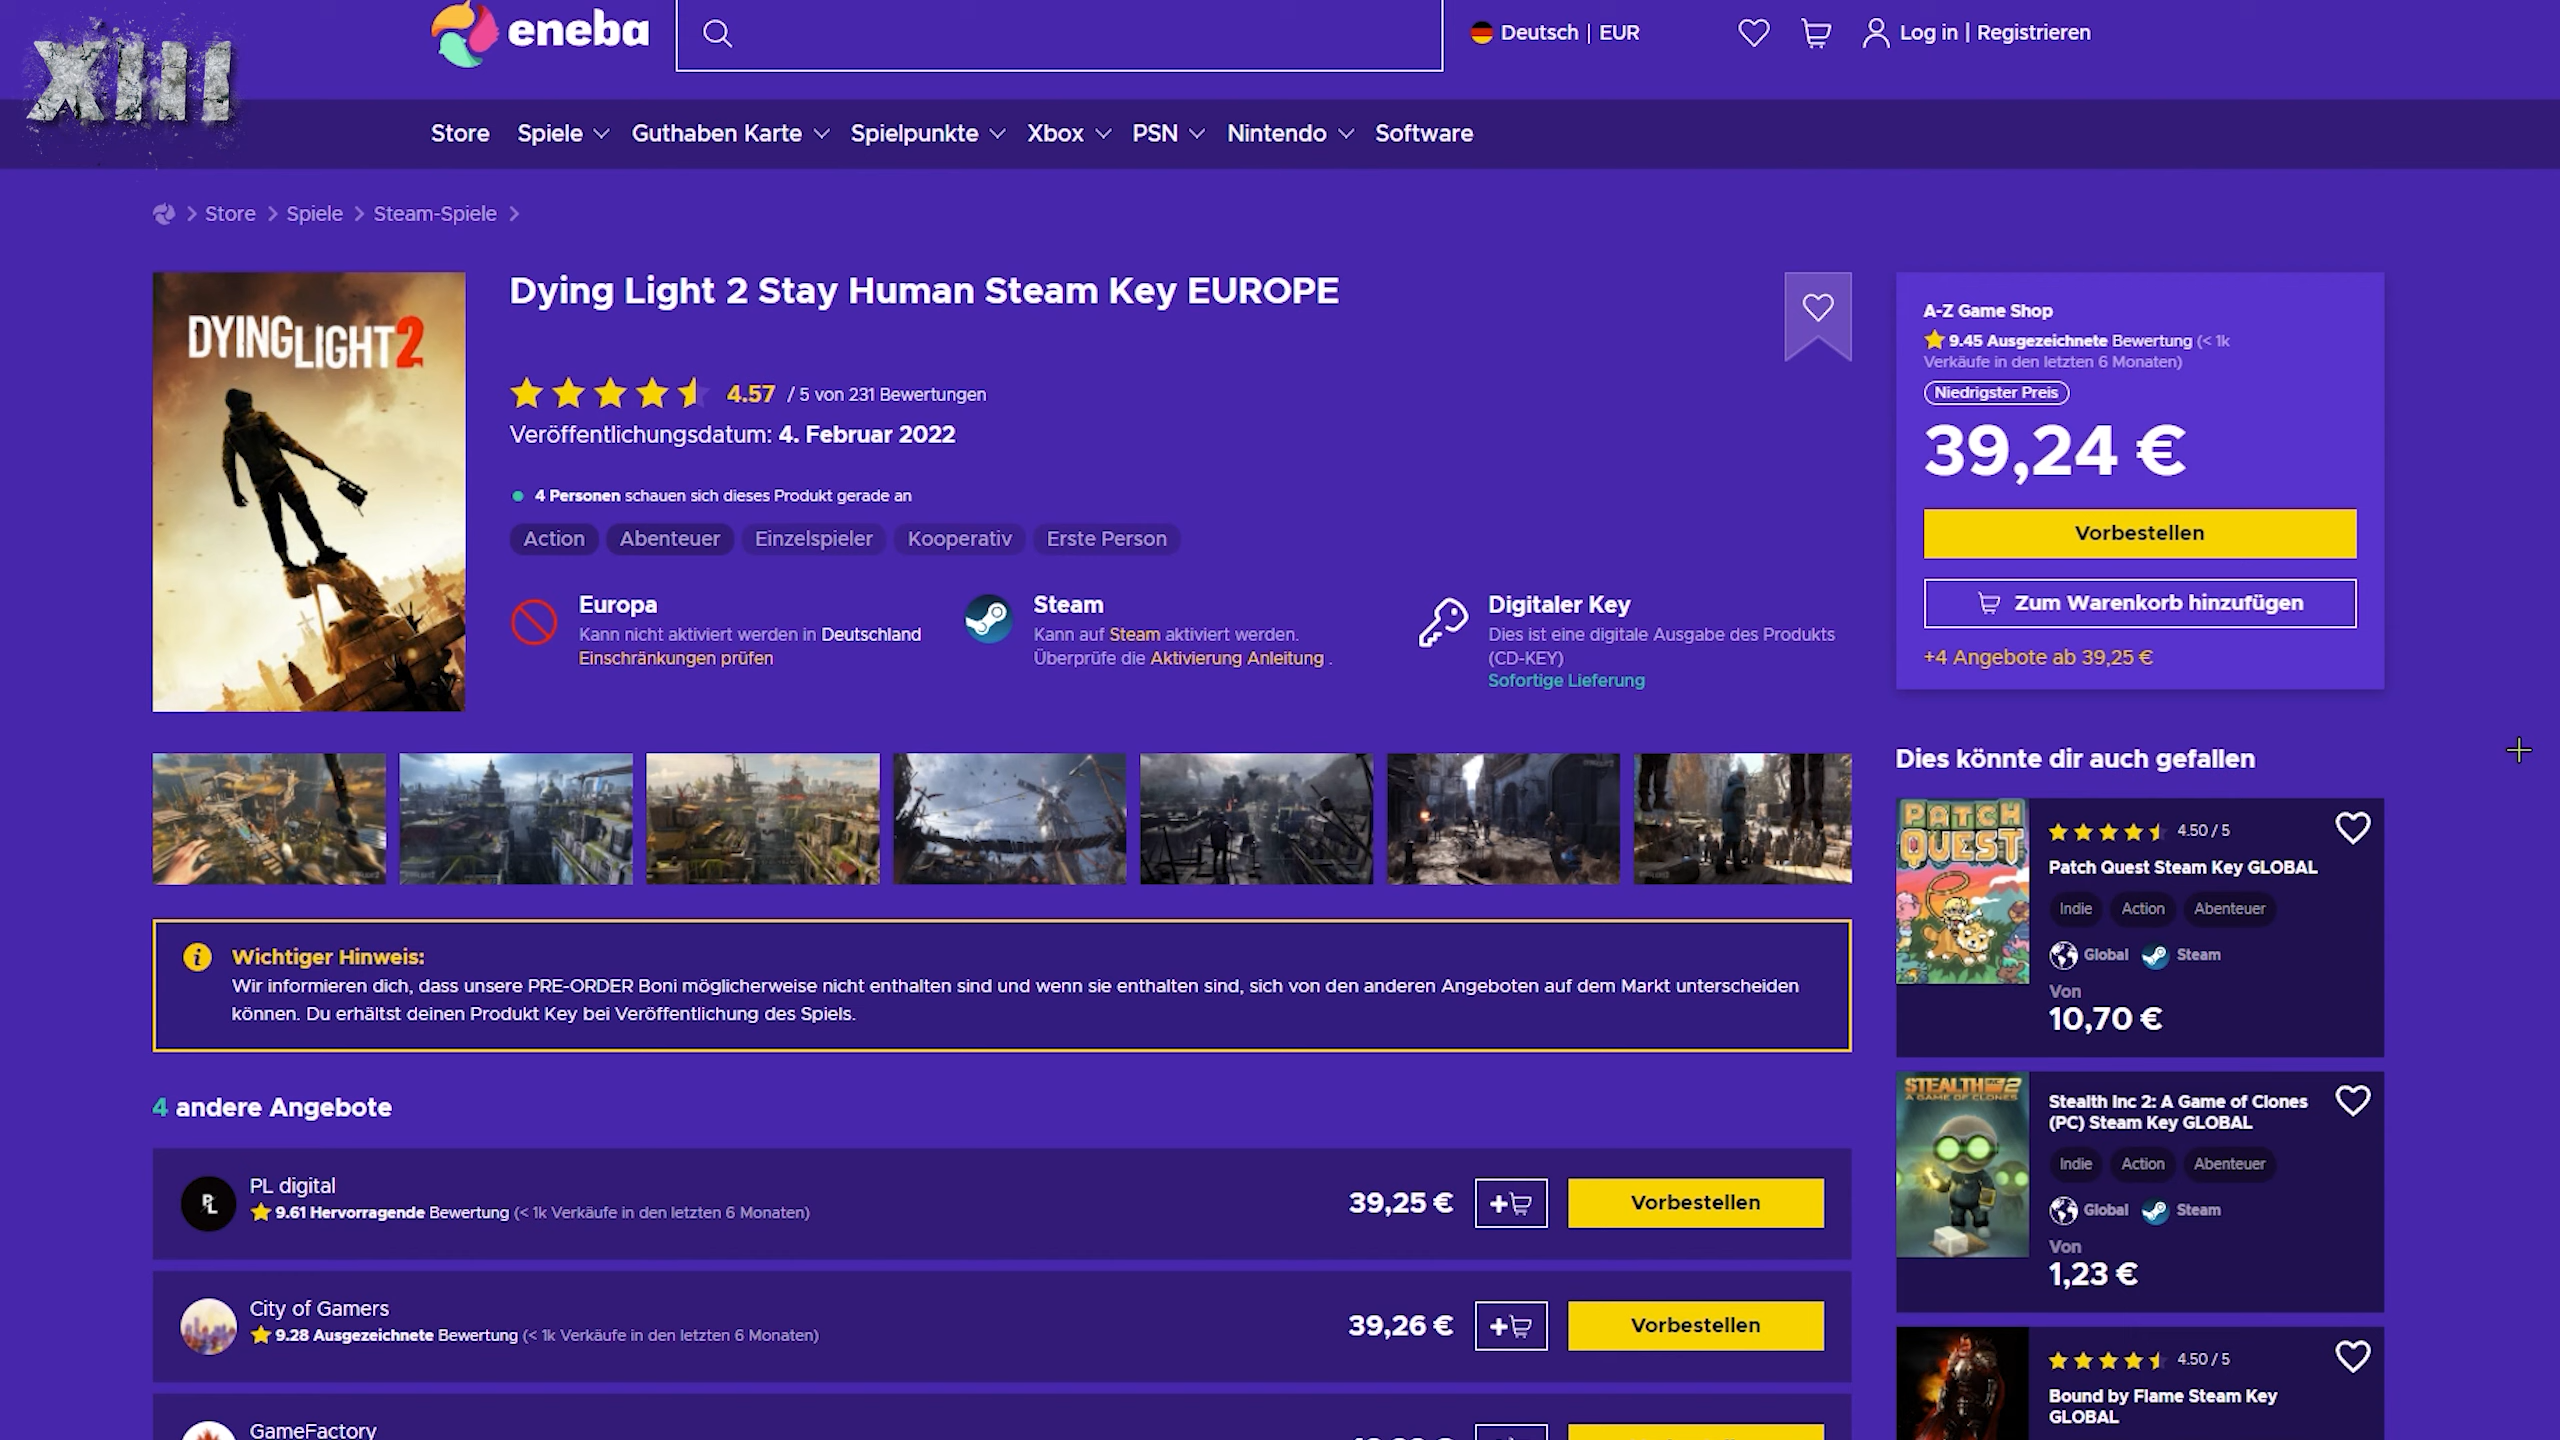 XIII
eneba
Deutsch | EUR
Log in | Registrieren
Store Spiele Guthaben Karte Spielpunkte Xbox PSN Nintendo Software
Store Spiele Steam-Spiele
DYING LIGHT 2
Dying Light 2 Stay Human Steam Key EUROPE
4.57 / 5 von 231 Bewertungen
Veröffentlichungsdatum: 4. Februar 2022
4 Personen schauen sich dieses Produkt gerade an
Action Abenteuer Einzelspieler Kooperativ Erste Person
Europa
Kann nicht aktiviert werden in Deutschland
Einschränkungen prüfen
Steam
Kann auf Steam aktiviert werden.
Überprüfe die Aktivierung Anleitung .
Digitaler Key
Dies ist eine digitale Ausgabe des Produkts
(CD-KEY)
Sofortige Lieferung
A-Z Game Shop
9.45 Ausgezeichnete Bewertung (< 1k
Verkäufe in den letzten 6 Monaten)
Niedrigster Preis
39,24 €
Vorbestellen
Zum Warenkorb hinzufügen
+4 Angebote ab 39,25 €
Wichtiger Hinweis:
Wir informieren dich, dass unsere PRE-ORDER Boni möglicherweise nicht enthalten sind und wenn sie enthalten sind, sich von den anderen Angeboten auf dem Markt unterscheiden
können. Du erhältst deinen Produkt Key bei Veröffentlichung des Spiels.
4 andere Angebote
PL
PL digital
9.61 Hervorragende Bewertung (< 1k Verkäufe in den letzten 6 Monaten)
39,25 €
+
Vorbestellen
City of Gamers
9.28 Ausgezeichnete Bewertung (< 1k Verkäufe in den letzten 6 Monaten)
39,26 €
+
Vorbestellen
GameFactory
Dies könnte dir auch gefallen
PATCH
QUEST
4.50 / 5
Patch Quest Steam Key GLOBAL
Indie Action Abenteuer
Global Steam
Von
10,70 €
STEALTH INC 2
A GAME OF CLONES
Stealth Inc 2: A Game of Clones
(PC) Steam Key GLOBAL
Indie Action Abenteuer
Global Steam
Von
1,23 €
4.50 / 5
Bound by Flame Steam Key
GLOBAL